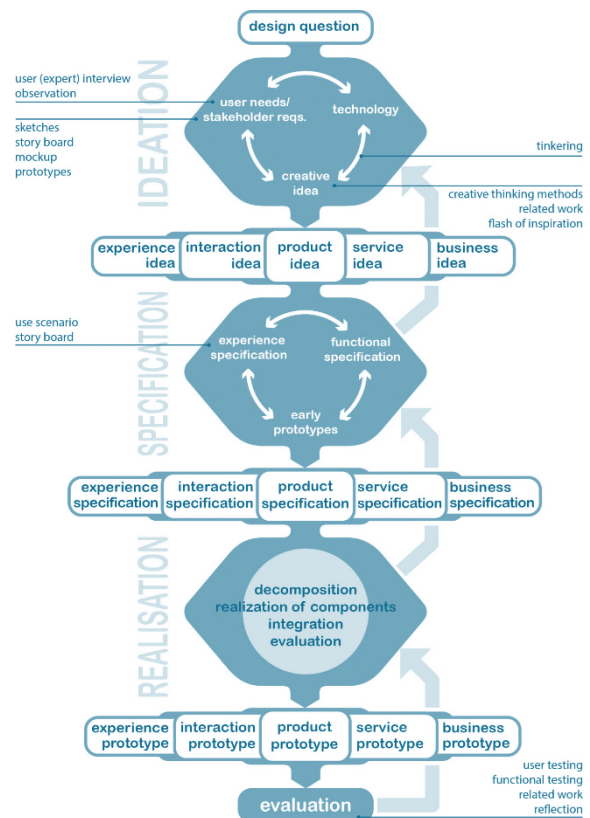 design question
IDEATION
user (expert) interview
observation
sketches
story board
mockup
prototypes
user needs/
stakeholder reqs.
technology
creative
idea
tinkering
creative thinking methods
related work
flash of inspiration
experience
idea
interaction
idea
product
idea
service
idea
business
idea
SPECIFICATION
use scenario
story board
experience
specification
functional
specification
early
prototypes
experience
specification
interaction
specification
product
specification
service
specification
business
specification
REALISATION
decomposition
realization of components
integration
evaluation
experience
prototype
interaction
prototype
product
prototype
service
prototype
business
prototype
evaluation
user testing
functional testing
related work
reflection